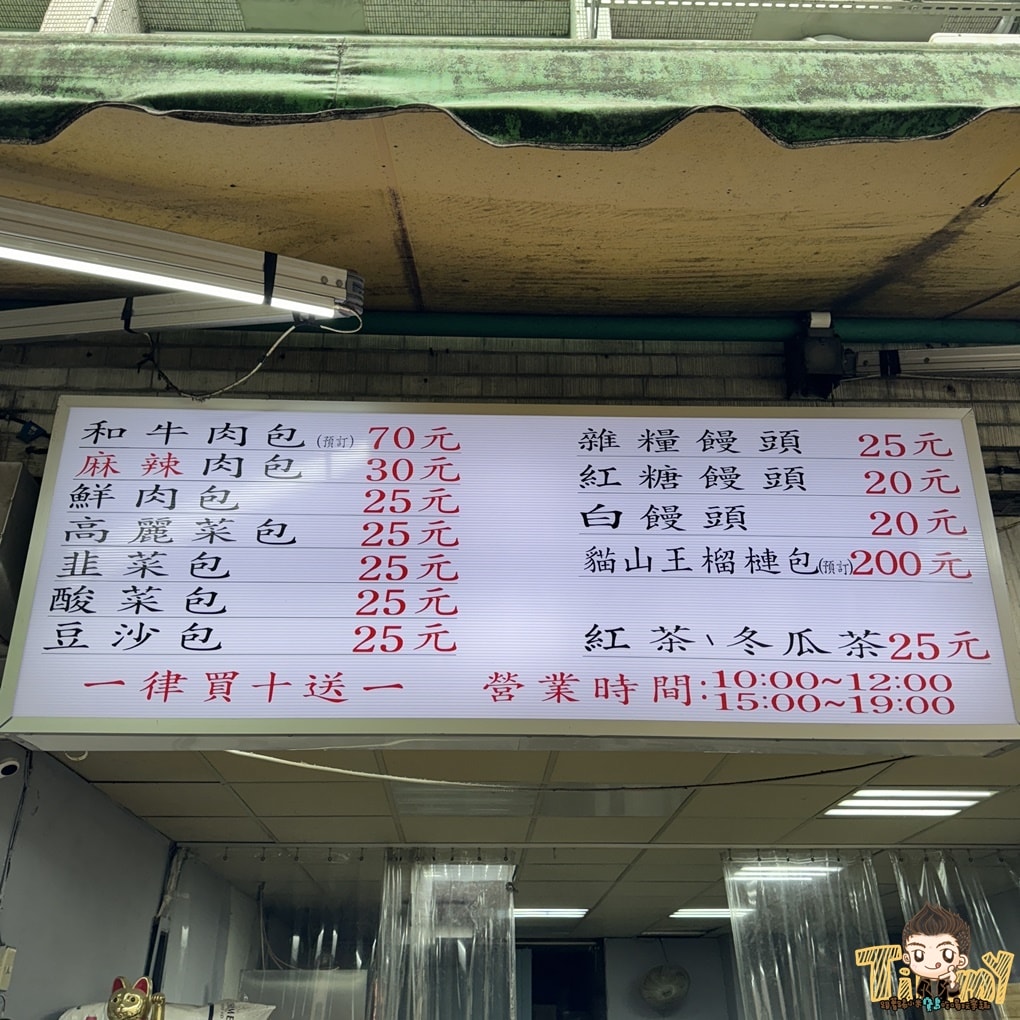 和牛肉包(預訂) 70元
麻辣肉包 30元
鮮肉包 25元
高麗菜包 25元
韭菜包 25元
酸菜包 25元
豆沙包 25元
一律買十送一
雜糧饅頭 25元
紅糖饅頭 20元
白饅頭 20元
貓山王榴槤包(預訂)200元
紅茶、冬瓜茶25元
營業時間:10:00~12:00
15:00~19:00